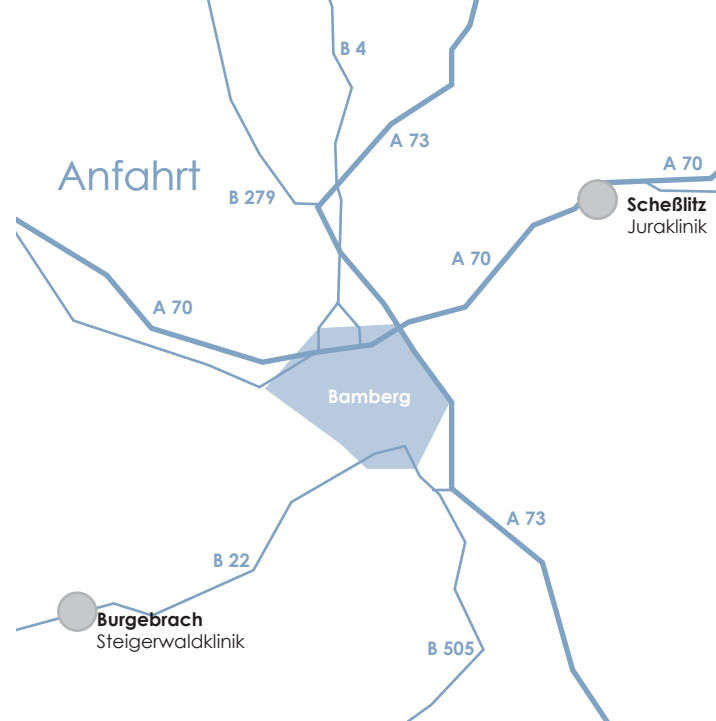 B 4
A 73
A 70
Anfahrt
B 279
Scheßlitz
Juraklinik
A 70
A 70
Bamberg
A 73
B 22
Burgebrach
Steigerwaldklinik
B 505